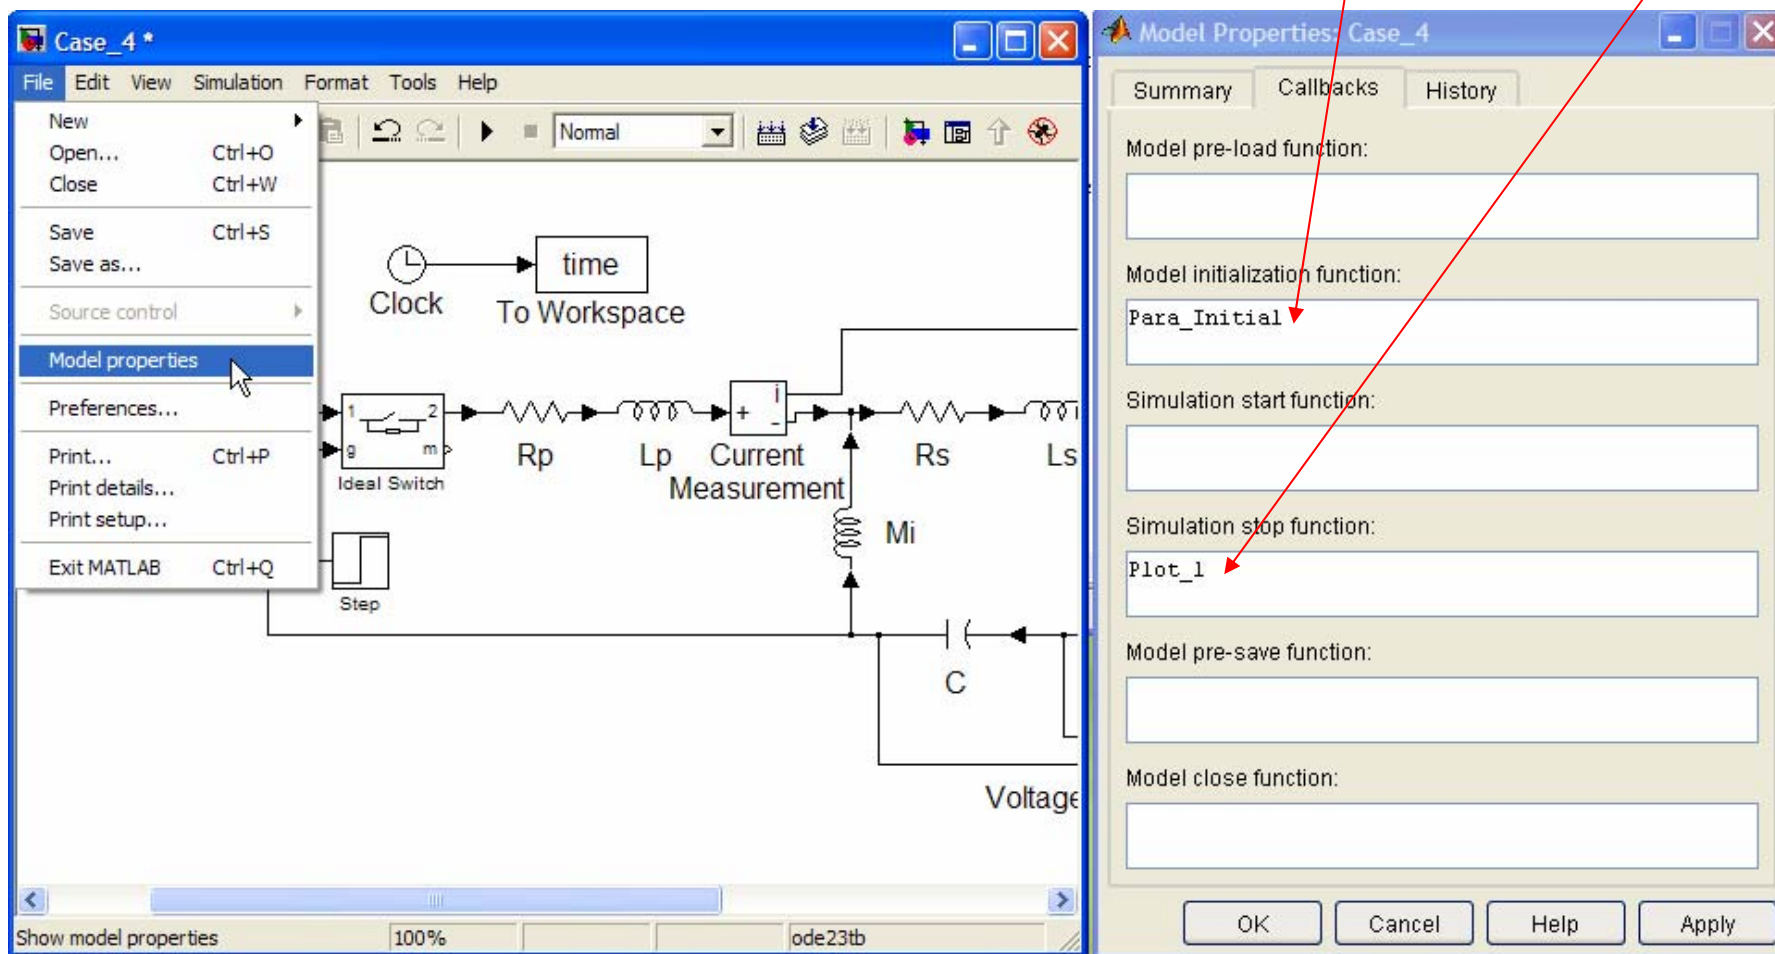 Case_4 *
File Edit View Simulation Format Tools Help
New
Open... Ctrl+O
Close Ctrl+W
Save Ctrl+S
Save as...
Source control
Model properties
Preferences...
Print... Ctrl+P
Print details...
Print setup...
Exit MATLAB Ctrl+Q
Normal
time
Clock
To Workspace
1 2
g m
Ideal Switch
Rp
Lp
i
+
-
Current
Measurement
Rs
Ls
Mi
Step
C
Voltage
Show model properties 100% ode23tb
Model Properties: Case_4
Summary Callbacks History
Model pre-load function:
Model initialization function:
Para_Initial
Simulation start function:
Simulation stop function:
Plot_1
Model pre-save function:
Model close function:
OK Cancel Help Apply